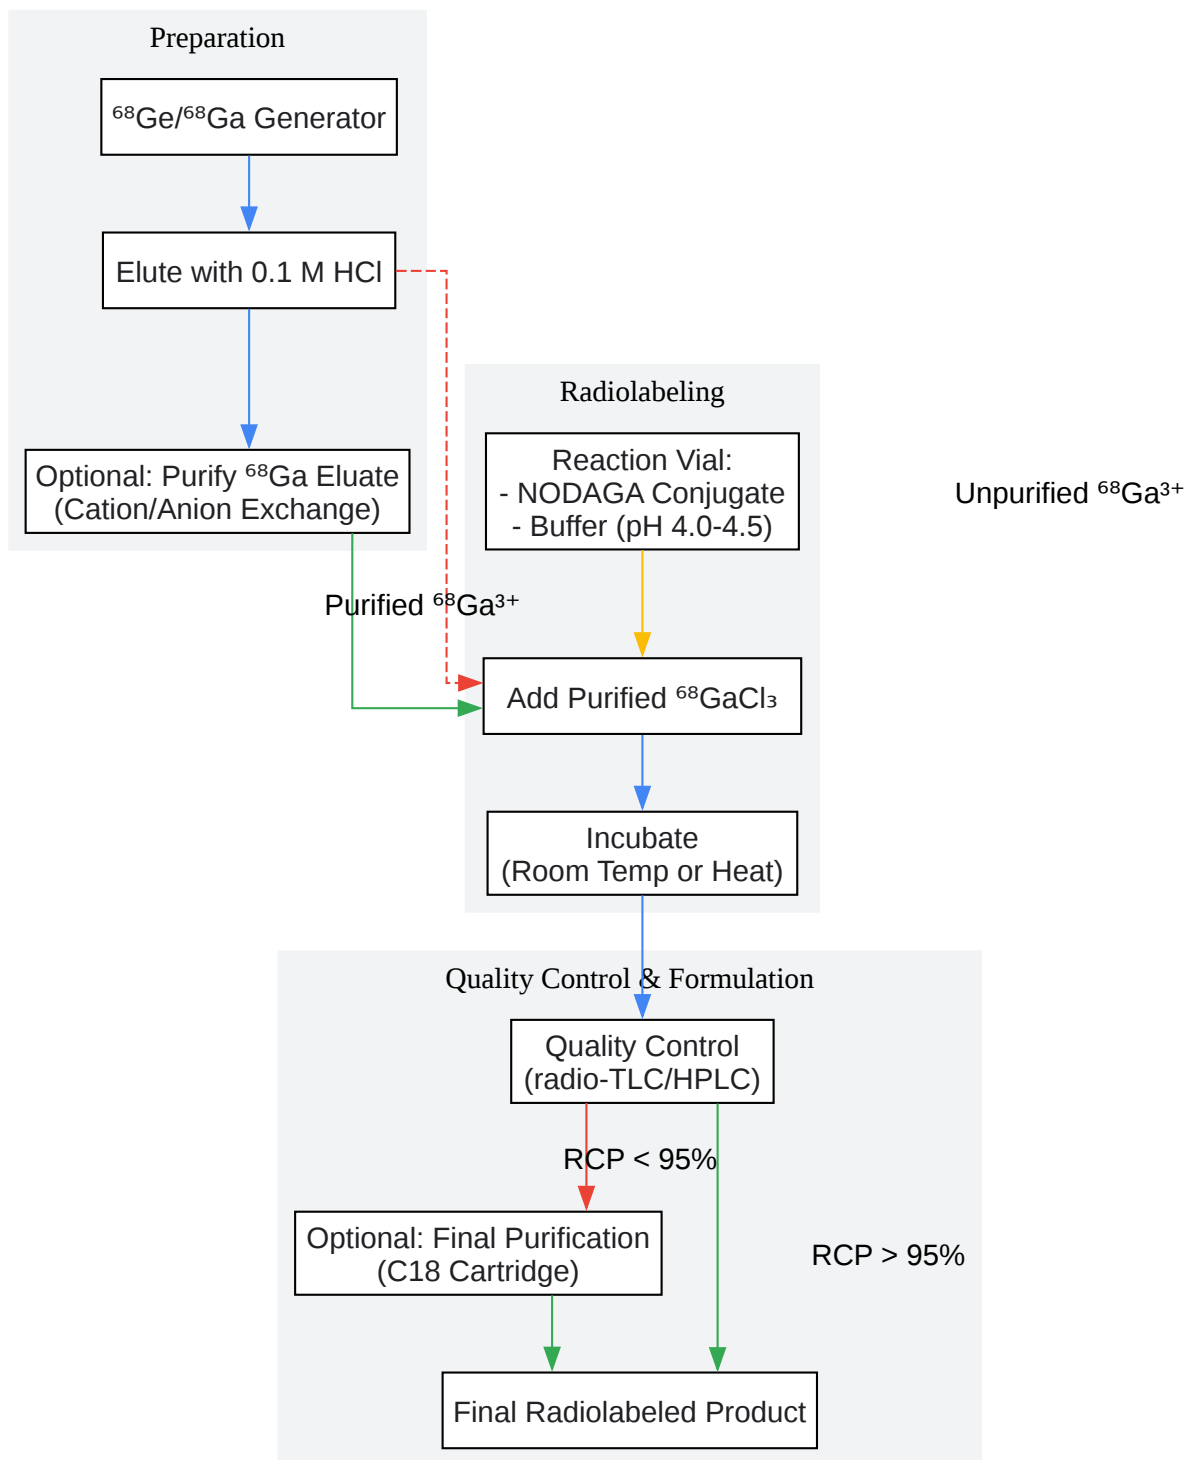 Preparation
⁶⁸Ge/⁶⁸Ga Generator
Elute with 0.1 M HCl
Optional: Purify ⁶⁸Ga Eluate
(Cation/Anion Exchange)
Radiolabeling
Reaction Vial:
- NODAGA Conjugate
- Buffer (pH 4.0-4.5)
Unpurified ⁶⁸Ga³⁺
Purified ⁶⁸Ga³⁺
Add Purified ⁶⁸GaCl₃
Incubate
(Room Temp or Heat)
Quality Control & Formulation
Quality Control
(radio-TLC/HPLC)
RCP < 95%
Optional: Final Purification
(C18 Cartridge)
RCP > 95%
Final Radiolabeled Product